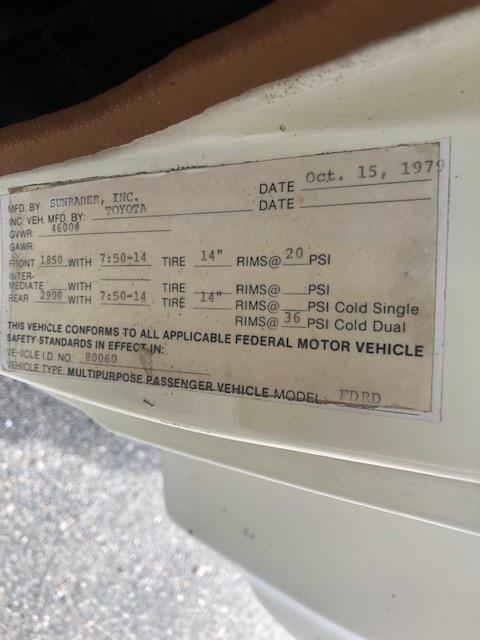 MFD. BY SUNRADER, INC. DATE Oct. 15, 1979
INC. VEH. MFD. BY: TOYOTA DATE
GVWR: 4600#
GAWR:
FRONT 1850 WITH 7:50-14 TIRE 14" RIMS@ 20 PSI
INTER-
MEDIATE WITH TIRE RIMS@ PSI
REAR 2900 WITH 7:50-14 TIRE 14" RIMS@ PSI Cold Single
RIMS@ 36 PSI Cold Dual
THIS VEHICLE CONFORMS TO ALL APPLICABLE FEDERAL MOTOR VEHICLE
SAFETY STANDARDS IN EFFECT IN:
VEHICLE I.D. NO.: 80060
VEHICLE TYPE: MULTIPURPOSE PASSENGER VEHICLE MODEL: FDRD